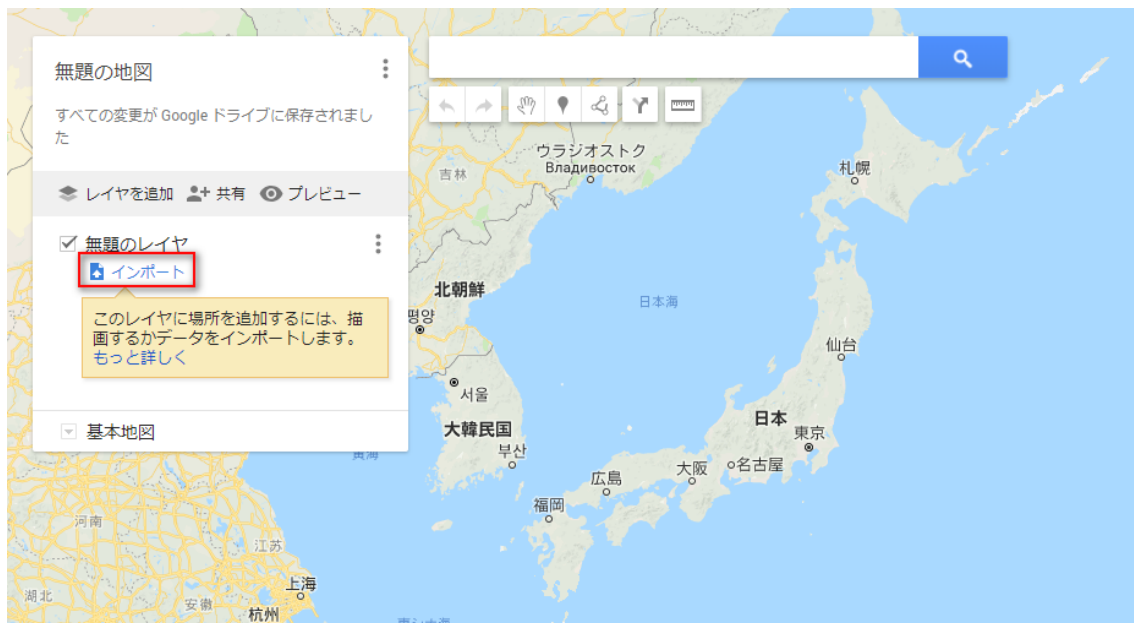 無題の地図
すべての変更が Google ドライブに保存されまし
た
レイヤを追加 共有 プレビュー
無題のレイヤ
インポート
このレイヤに場所を追加するには、描
画するかデータをインポートします。
もっと詳しく
基本地図
ウラジオストク
Владивосток
吉林
札幌
北朝鮮
평양
日本海
仙台
서울
大韓民国
부산
日本
東京
黄海
広島
大阪
名古屋
福岡
河南
江苏
上海
湖北
安徽
杭州
東シナ海